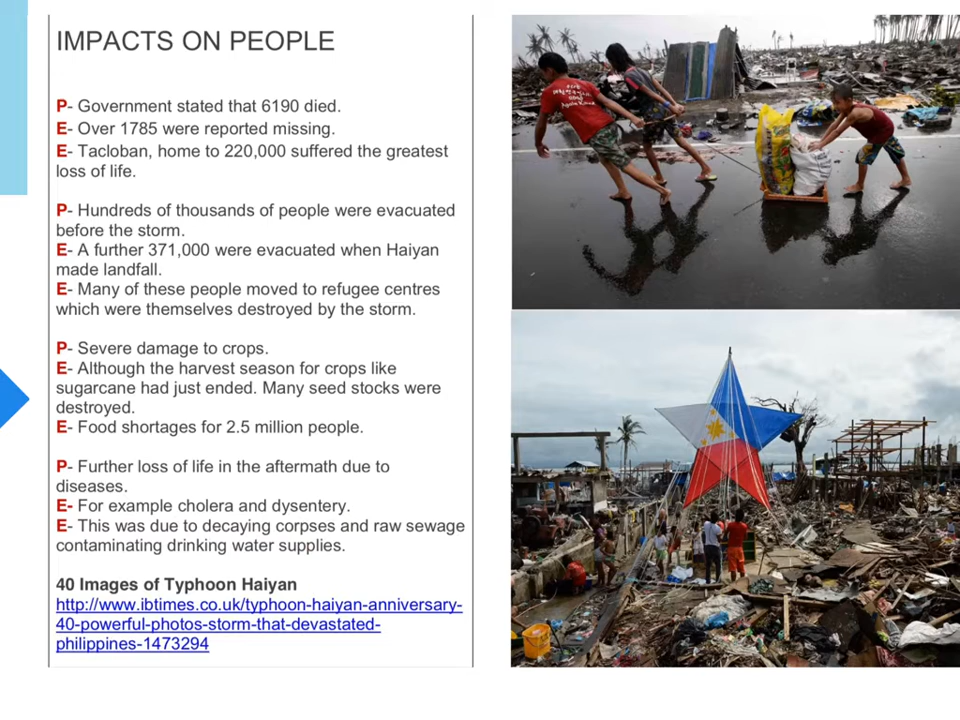 IMPACTS ON PEOPLE
P- Government stated that 6190 died.
E- Over 1785 were reported missing.
E- Tacloban, home to 220,000 suffered the greatest
loss of life.
P- Hundreds of thousands of people were evacuated
before the storm.
E- A further 371,000 were evacuated when Haiyan
made landfall.
E- Many of these people moved to refugee centres
which were themselves destroyed by the storm.
P- Severe damage to crops.
E- Although the harvest season for crops like
sugarcane had just ended. Many seed stocks were
destroyed.
E- Food shortages for 2.5 million people.
P- Further loss of life in the aftermath due to
diseases.
E- For example cholera and dysentery.
E- This was due to decaying corpses and raw sewage
contaminating drinking water supplies.
40 Images of Typhoon Haiyan
http://www.ibtimes.co.uk/typhoon-haiyan-anniversary-
40-powerful-photos-storm-that-devastated-
philippines-1473294